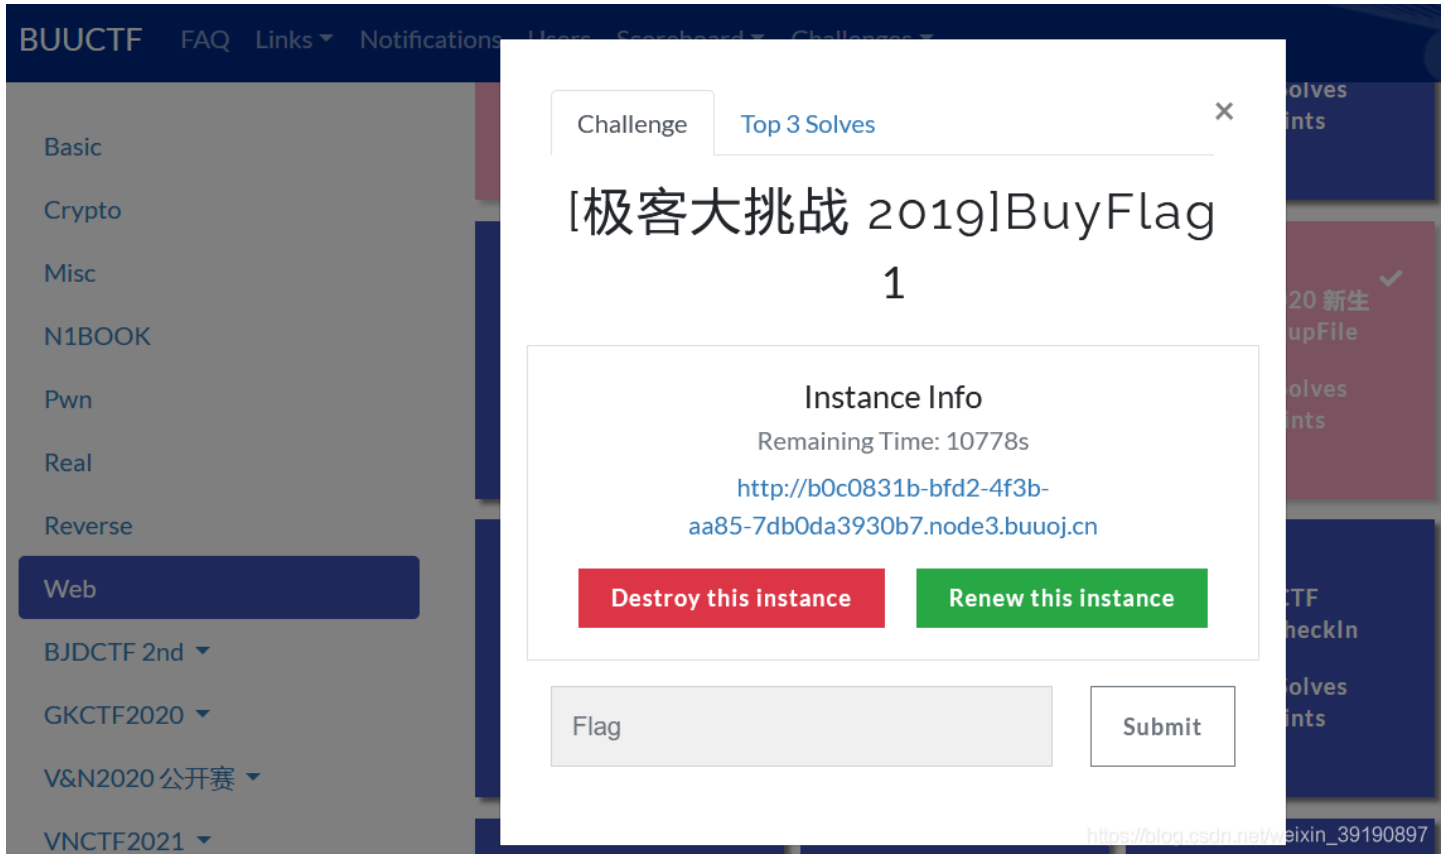 BUUCTF FAQ Links Notifications Users Scoreboard Challenges
Basic
Crypto
Misc
N1BOOK
Pwn
Real
Reverse
Web
BJDCTF 2nd
GKCTF2020
V&N2020 公开赛
VNCTF2021
Challenge Top 3 Solves ×
[极客大挑战 2019]BuyFlag
1
Instance Info
Remaining Time: 10778s
http://b0c0831b-bfd2-4f3b-
aa85-7db0da3930b7.node3.buuoj.cn
Destroy this instance Renew this instance
Flag Submit
olves
ints
20 新生
upFile
olves
ints
TF
heckIn
olves
ints
https://blog.csdn.net/weixin_39190897